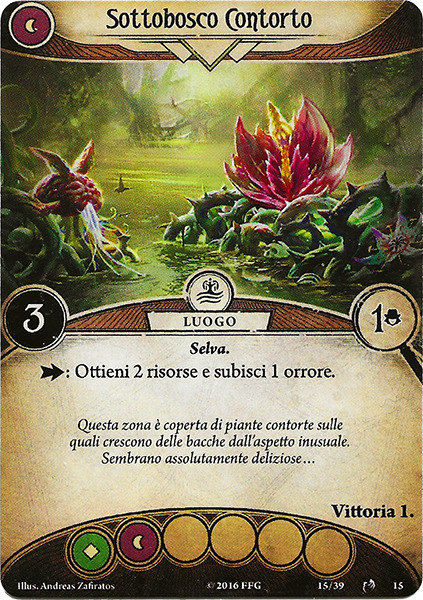 Sottobosco Contorto
3
LUOGO
1
Selva.
: Ottieni 2 risorse e subisci 1 orrore.
Questa zona è coperta di piante contorte sulle
quali crescono delle bacche dall'aspetto inusuale.
Sembrano assolutamente deliziose…
Vittoria 1.
Illus. Andreas Zafiratos © 2016 FFG 15/39 15